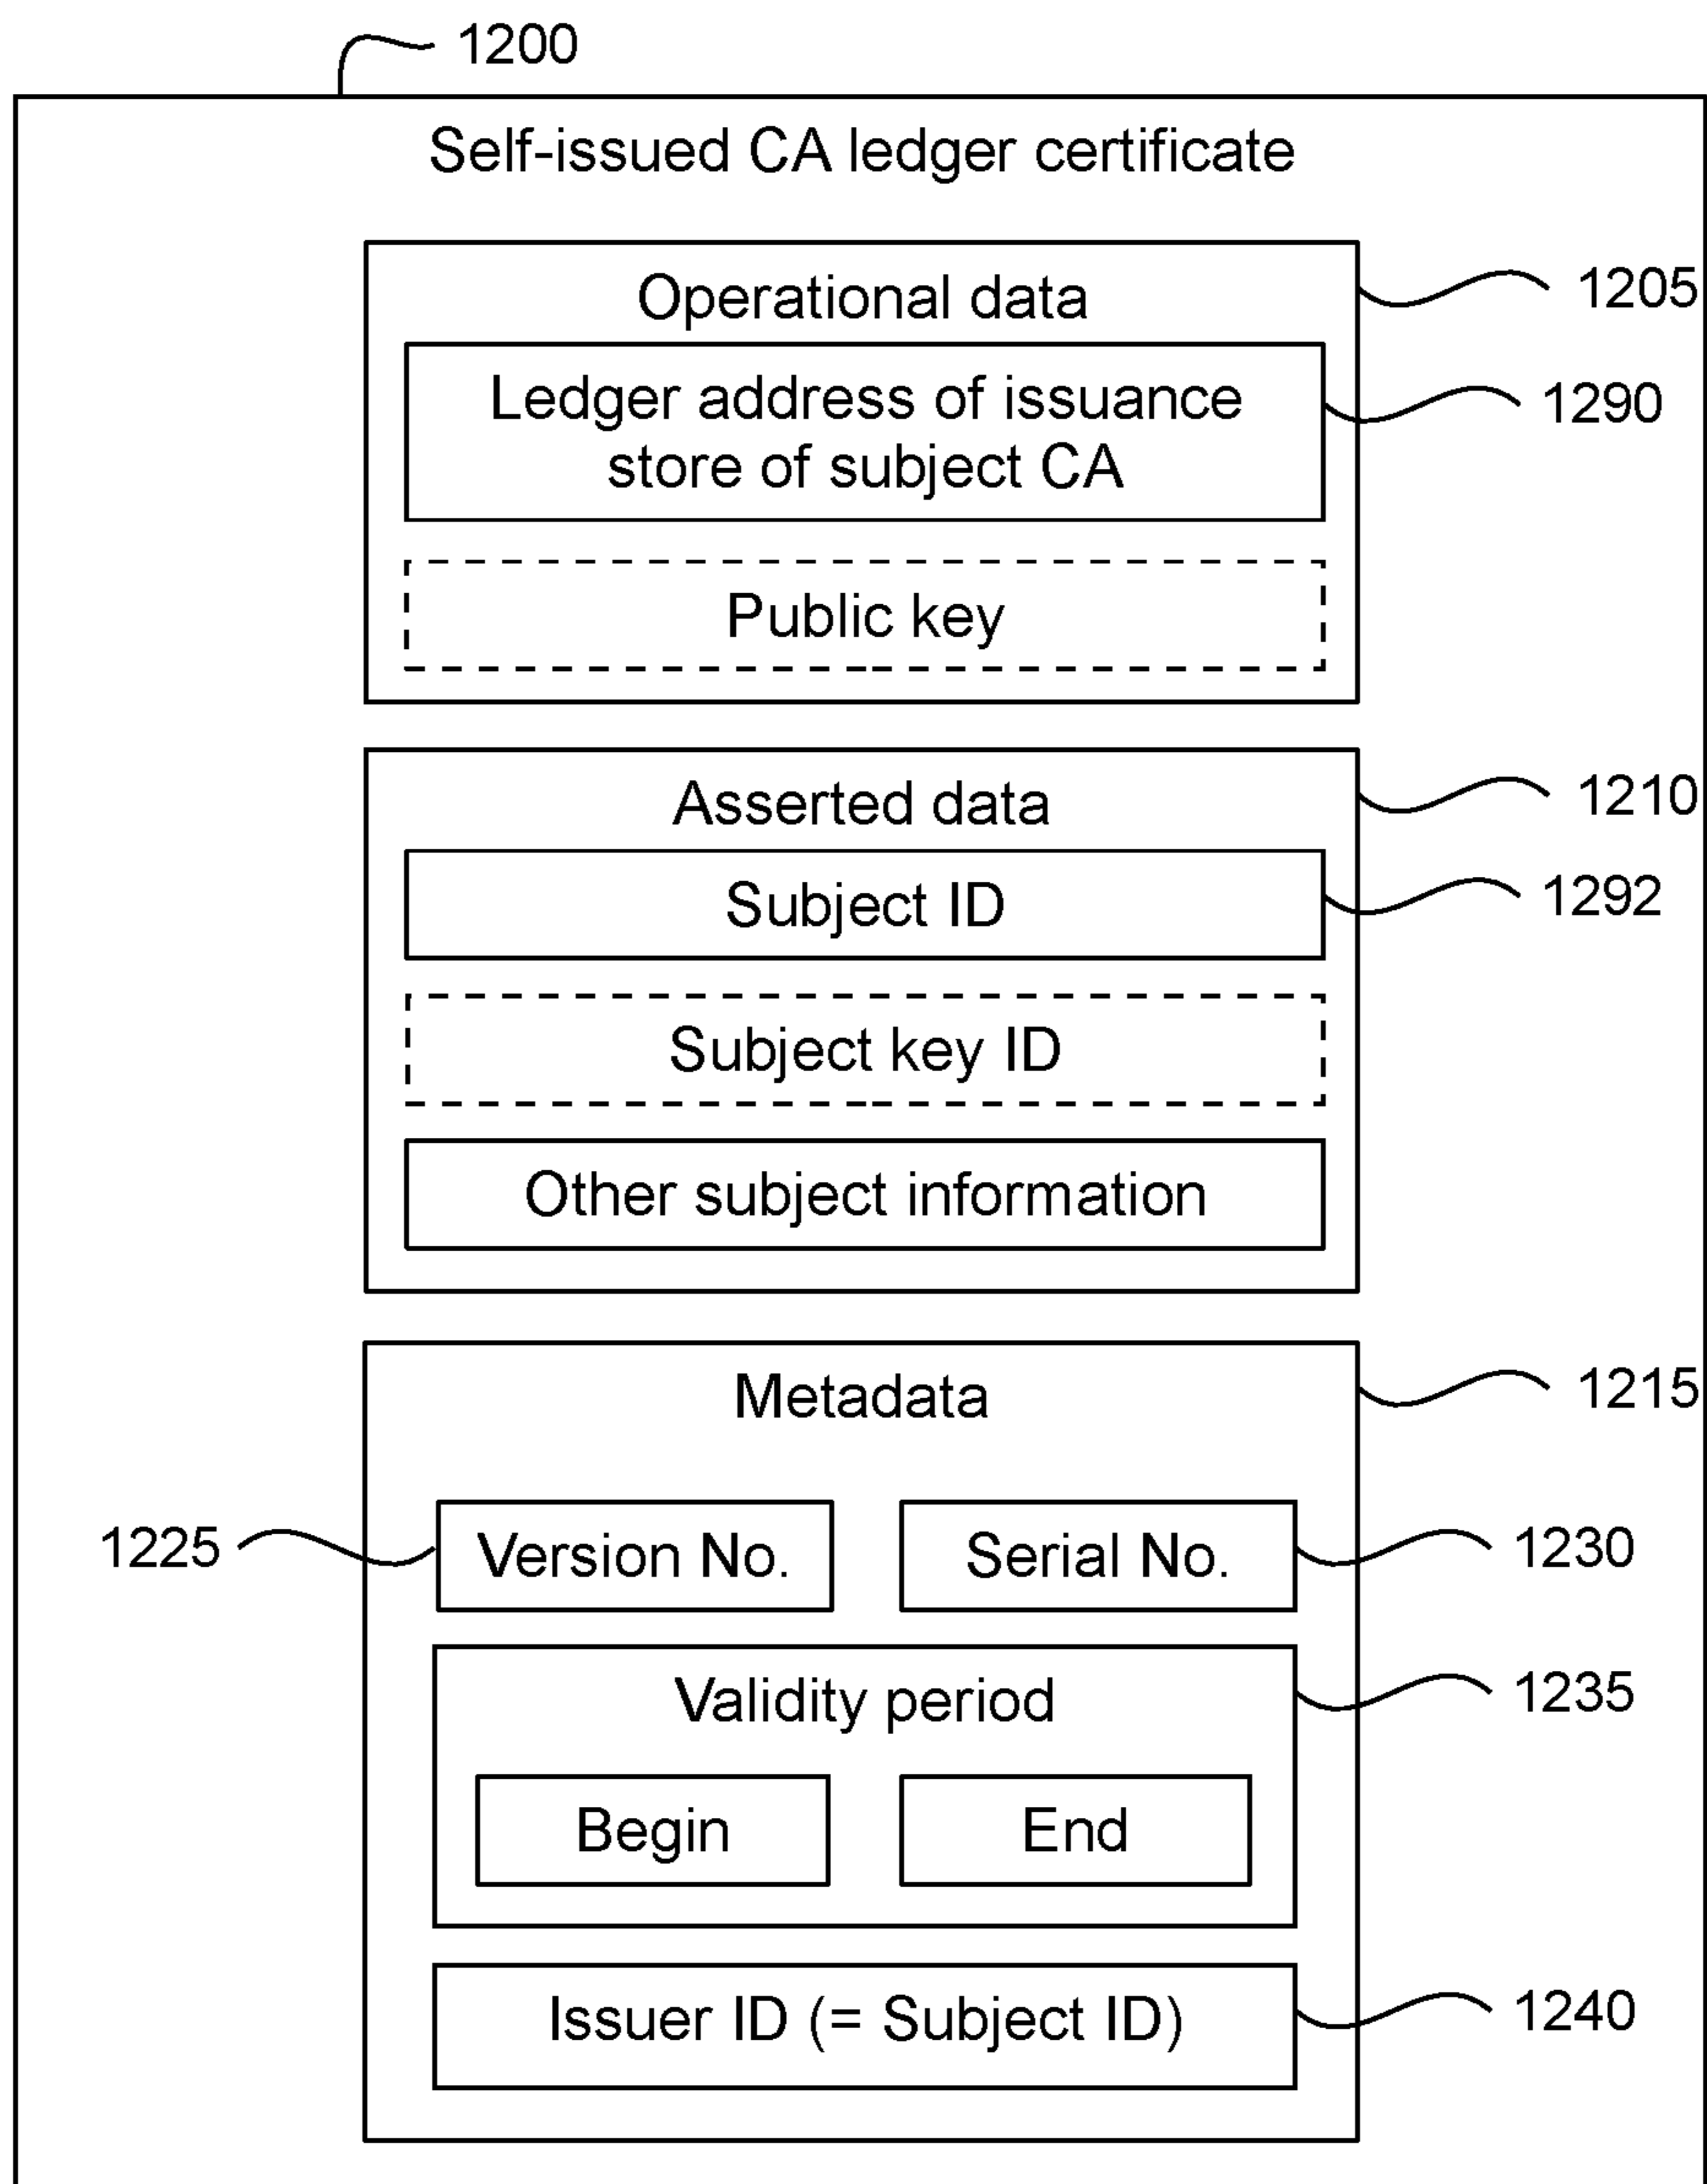 1200
Self-issued CA ledger certificate
Operational data
1205
Ledger address of issuance
store of subject CA
1290
Public key
Asserted data
1210
Subject ID
1292
Subject key ID
Other subject information
Metadata
1215
1225
Version No.
Serial No.
1230
Validity period
1235
Begin
End
Issuer ID (= Subject ID)
1240